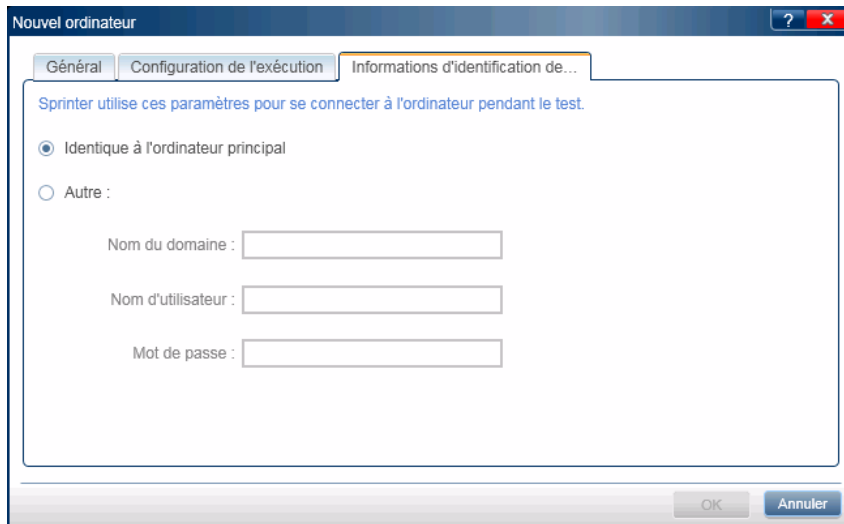 Nouvel ordinateur
? X
Général Configuration de l'exécution Informations d'identification de...
Sprinter utilise ces paramètres pour se connecter à l'ordinateur pendant le test.
Identique à l'ordinateur principal
Autre :
Nom du domaine :
Nom d'utilisateur :
Mot de passe :
OK Annuler